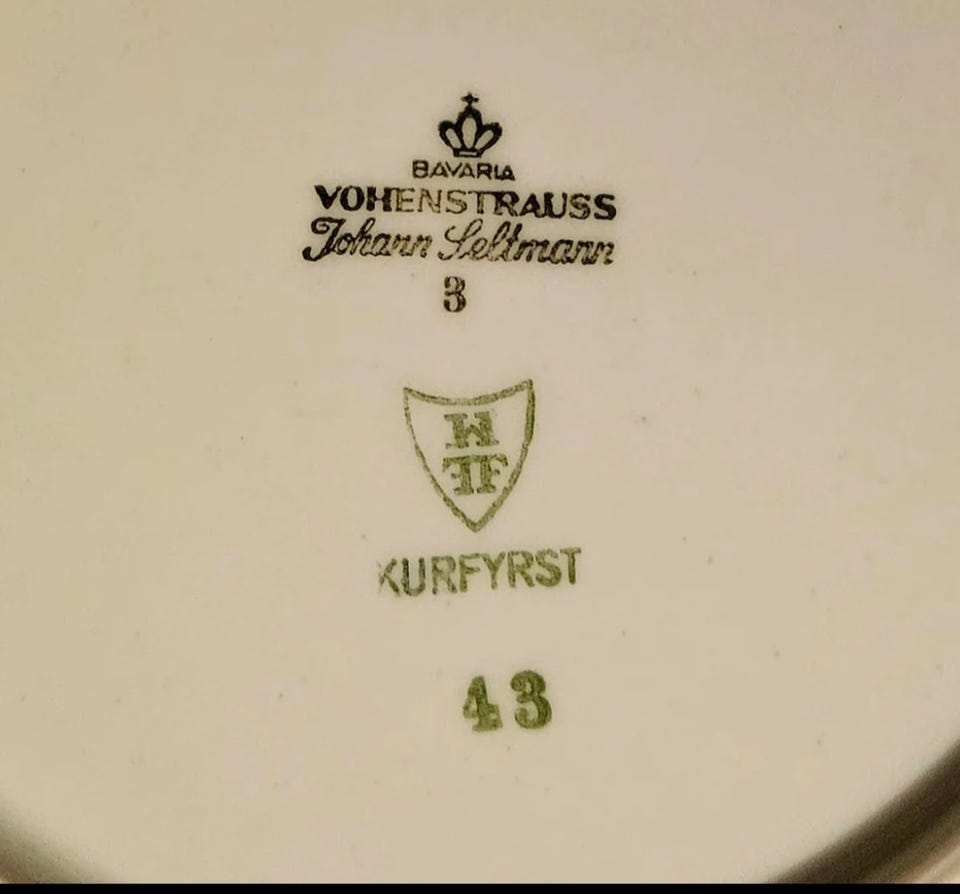 BAVARIA
VOHENSTRAUSS
Johann Seltmann
3
KURFYRST
43